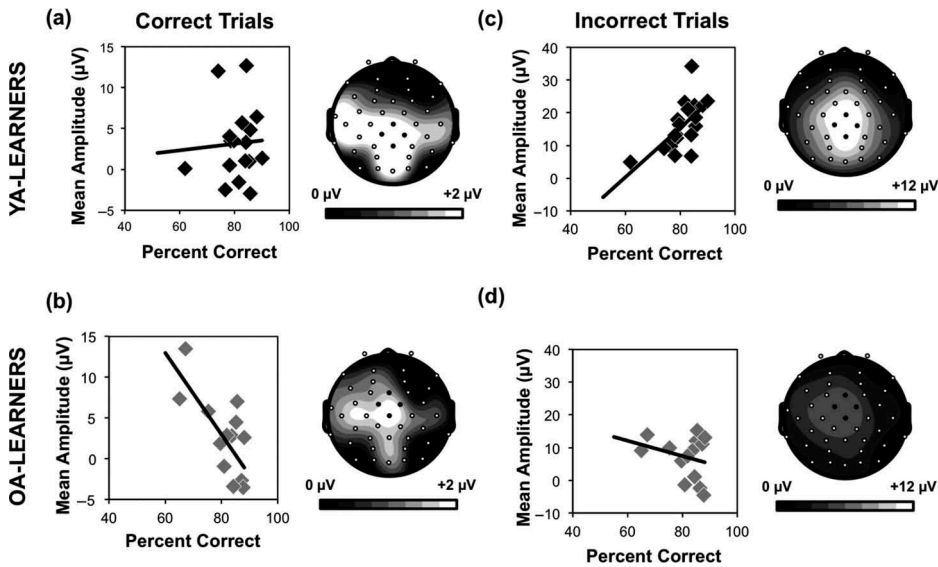 (a) Correct Trials
(c) Incorrect Trials
YA-LEARNERS
Mean Amplitude (µV)
15
10
5
0
–5
40 60 80 100
Percent Correct
0 µV +2 µV
Mean Amplitude (µV)
40
30
20
10
0
–10
40 60 80 100
Percent Correct
0 µV +12 µV
OA-LEARNERS
(b)
Mean Amplitude (µV)
15
10
5
0
–5
40 60 80 100
Percent Correct
0 µV +2 µV
(d)
Mean Amplitude (µV)
40
30
20
10
0
–10
40 60 80 100
Percent Correct
0 µV +12 µV